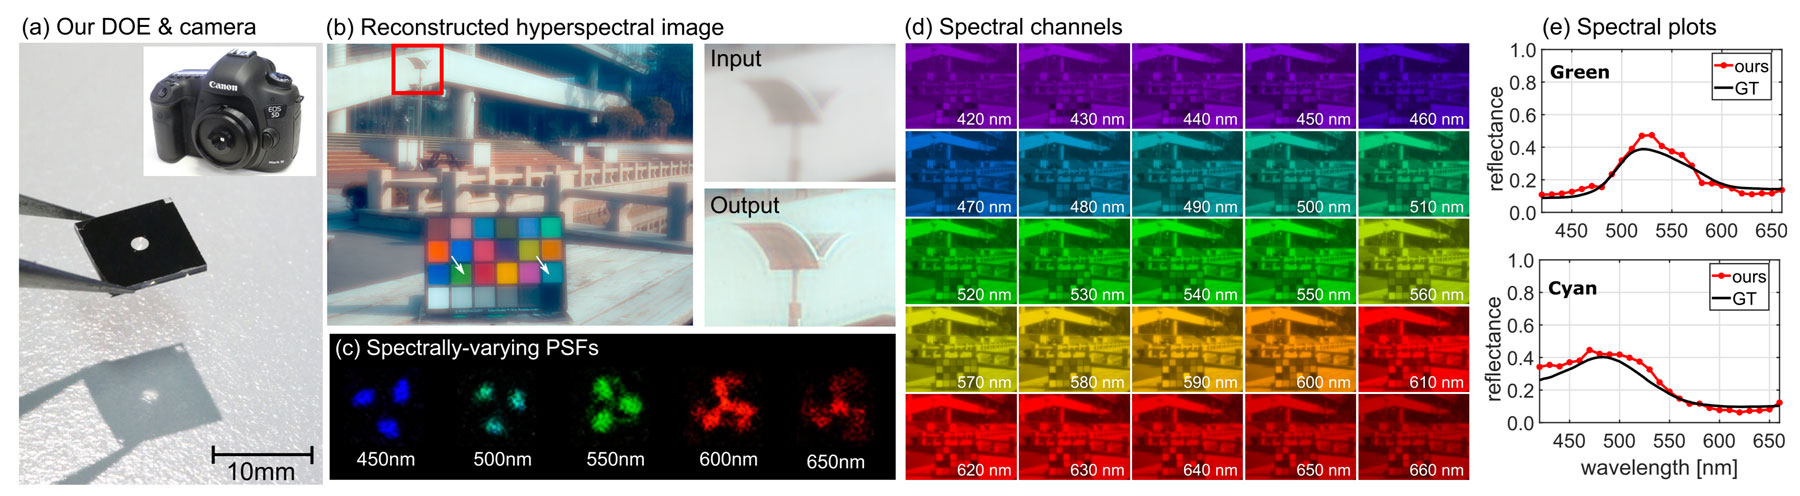 (a) Our DOE & camera
Canon
EOS
5D
Mark III
10mm
(b) Reconstructed hyperspectral image
Input
Output
(c) Spectrally-varying PSFs
450nm 500nm 550nm 600nm 650nm
(d) Spectral channels
420 nm 430 nm 440 nm 450 nm 460 nm
470 nm 480 nm 490 nm 500 nm 510 nm
520 nm 530 nm 540 nm 550 nm 560 nm
570 nm 580 nm 590 nm 600 nm 610 nm
620 nm 630 nm 640 nm 650 nm 660 nm
(e) Spectral plots
1.0
0.8
0.6
0.4
0.2
0.0
reflectance
Green
ours
GT
450 500 550 600 650
1.0
0.8
0.6
0.4
0.2
0.0
reflectance
Cyan
ours
GT
450 500 550 600 650
wavelength [nm]